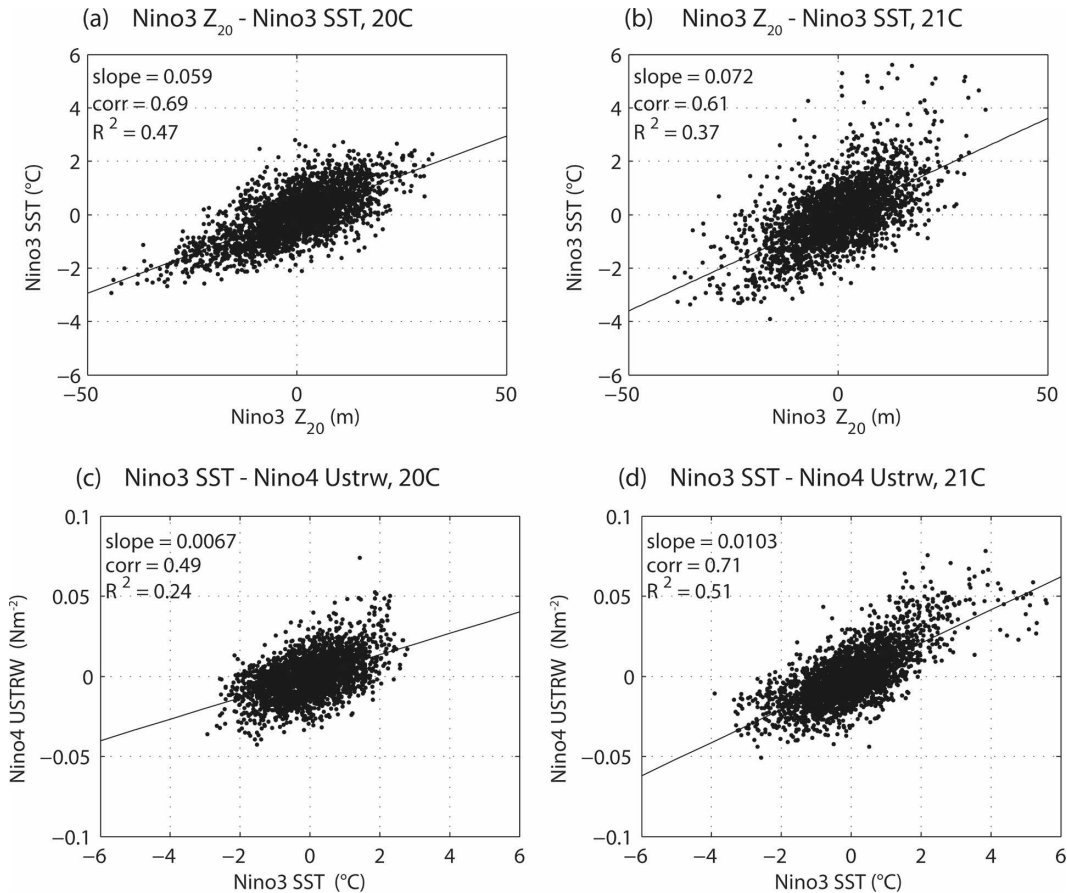 (a) Nino3 Z20 - Nino3 SST, 20C
slope = 0.059
corr = 0.69
R 2 = 0.47
Nino3 SST (°C)
6
4
2
0
−2
−4
−6
−50
0
50
Nino3 Z20 (m)
(b) Nino3 Z20 - Nino3 SST, 21C
slope = 0.072
corr = 0.61
R 2 = 0.37
Nino3 SST (°C)
6
4
2
0
−2
−4
−6
−50
0
50
Nino3 Z20 (m)
(c) Nino3 SST - Nino4 Ustrw, 20C
slope = 0.0067
corr = 0.49
R 2 = 0.24
Nino4 USTRW (Nm-2)
0.1
0.05
0
−0.05
−0.1
−6 −4 −2 0 2 4 6
Nino3 SST (°C)
(d) Nino3 SST - Nino4 Ustrw, 21C
slope = 0.0103
corr = 0.71
R 2 = 0.51
Nino4 USTRW (Nm-2)
0.1
0.05
0
−0.05
−0.1
−6 −4 −2 0 2 4 6
Nino3 SST (°C)